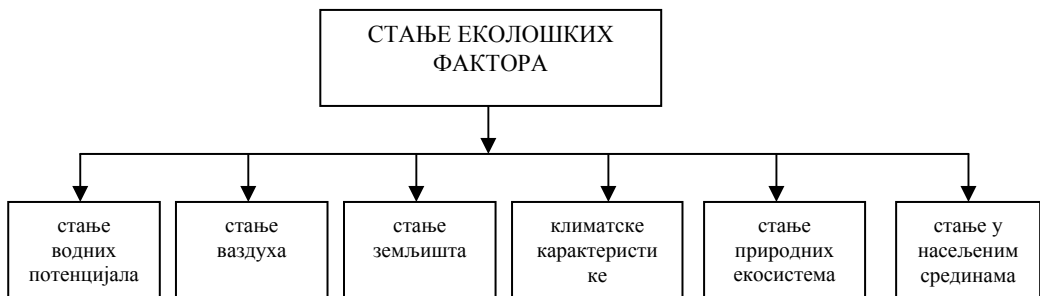 СТАЊЕ ЕКОЛОШКИХ
ФАКТОРА
стање
водних
потенцијала
стање
ваздуха
стање
земљишта
климатске
карактеристи
ке
стање
природних
екосистема
стање у
насељеним
срединама